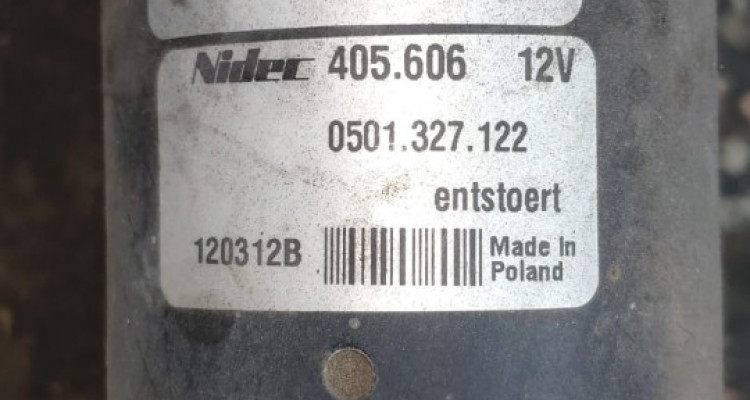 Nidec 405.606 12V
0501.327.122
entstoert
120312B Made In
Poland